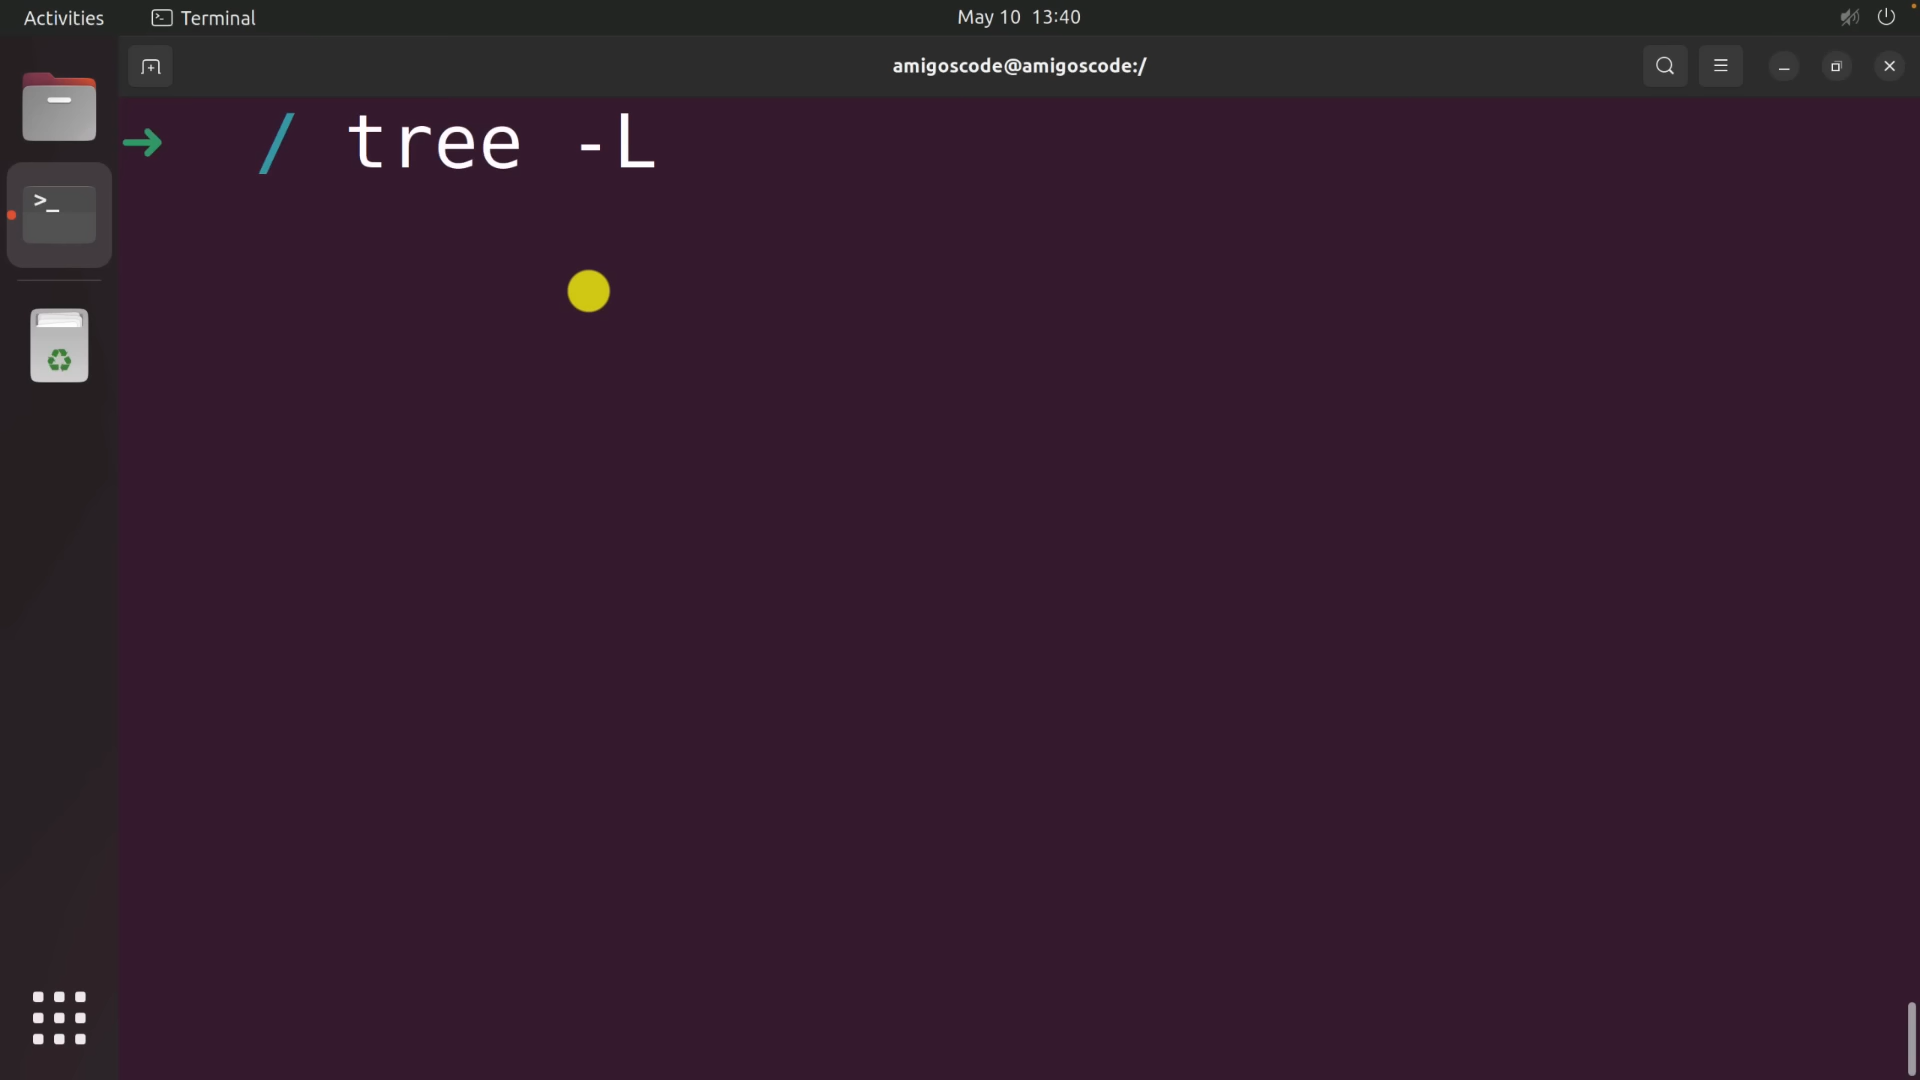 Activities
Terminal
May 10 13:40
amigoscode@amigoscode:/
➜ / tree -L
>_